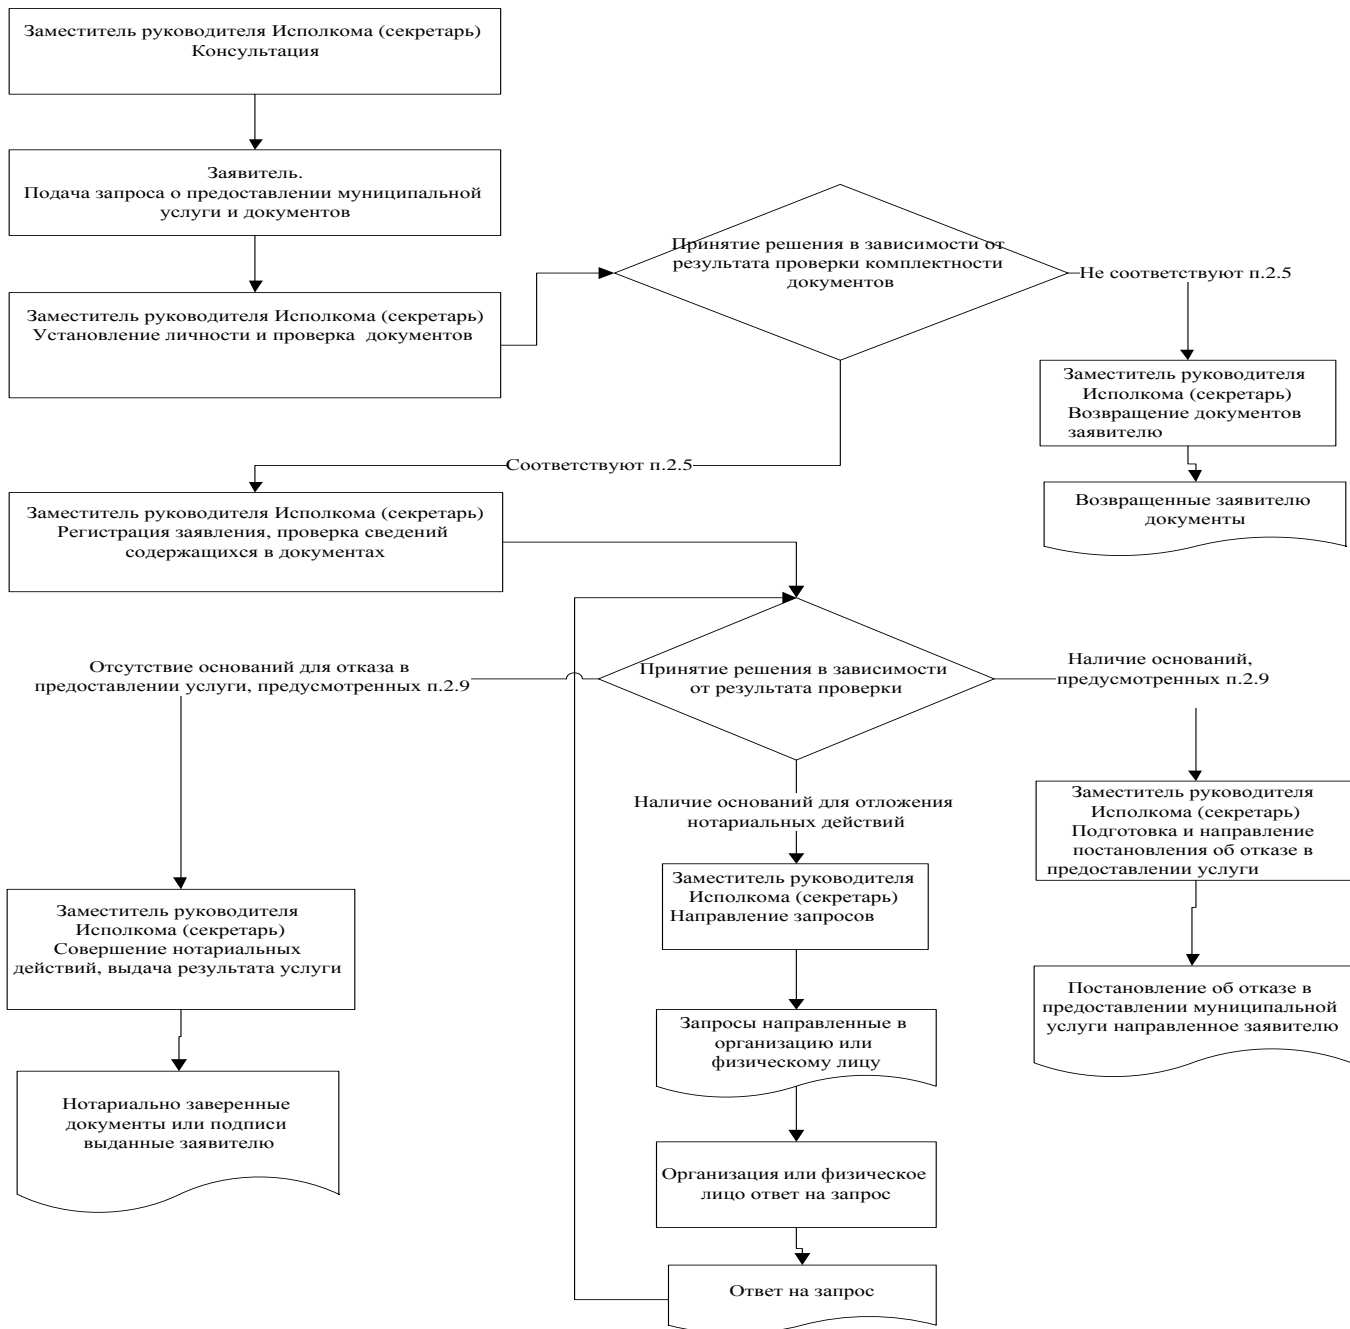 Заместитель руководителя Исполкома (секретарь)
Консультация
Заявитель.
Подача запроса о предоставлении муниципальной
услуги и документов
Заместитель руководителя Исполкома (секретарь)
Установление личности и проверка документов
Принятие решения в зависимости от
результата проверки комплектности
документов
Не соответствуют п.2.5
Заместитель руководителя
Исполкома (секретарь)
Возвращение документов
заявителю
Возвращенные заявителю
документы
Соответствуют п.2.5
Заместитель руководителя Исполкома (секретарь)
Регистрация заявления, проверка сведений
содержащихся в документах
Принятие решения в зависимости
от результата проверки
Отсутствие оснований для отказа в
предоставлении услуги, предусмотренных п.2.9
Наличие оснований,
предусмотренных п.2.9
Наличие оснований для отложения
нотариальных действий
Заместитель руководителя
Исполкома (секретарь)
Совершение нотариальных
действий, выдача результата услуги
Нотариально заверенные
документы или подписи
выданные заявителю
Заместитель руководителя
Исполкома (секретарь)
Направление запросов
Запросы направленные в
организацию или
физическому лицу
Организация или физическое
лицо ответ на запрос
Ответ на запрос
Заместитель руководителя
Исполкома (секретарь)
Подготовка и направление
постановления об отказе в
предоставлении услуги
Постановление об отказе в
предоставлении муниципальной
услуги направленное заявителю